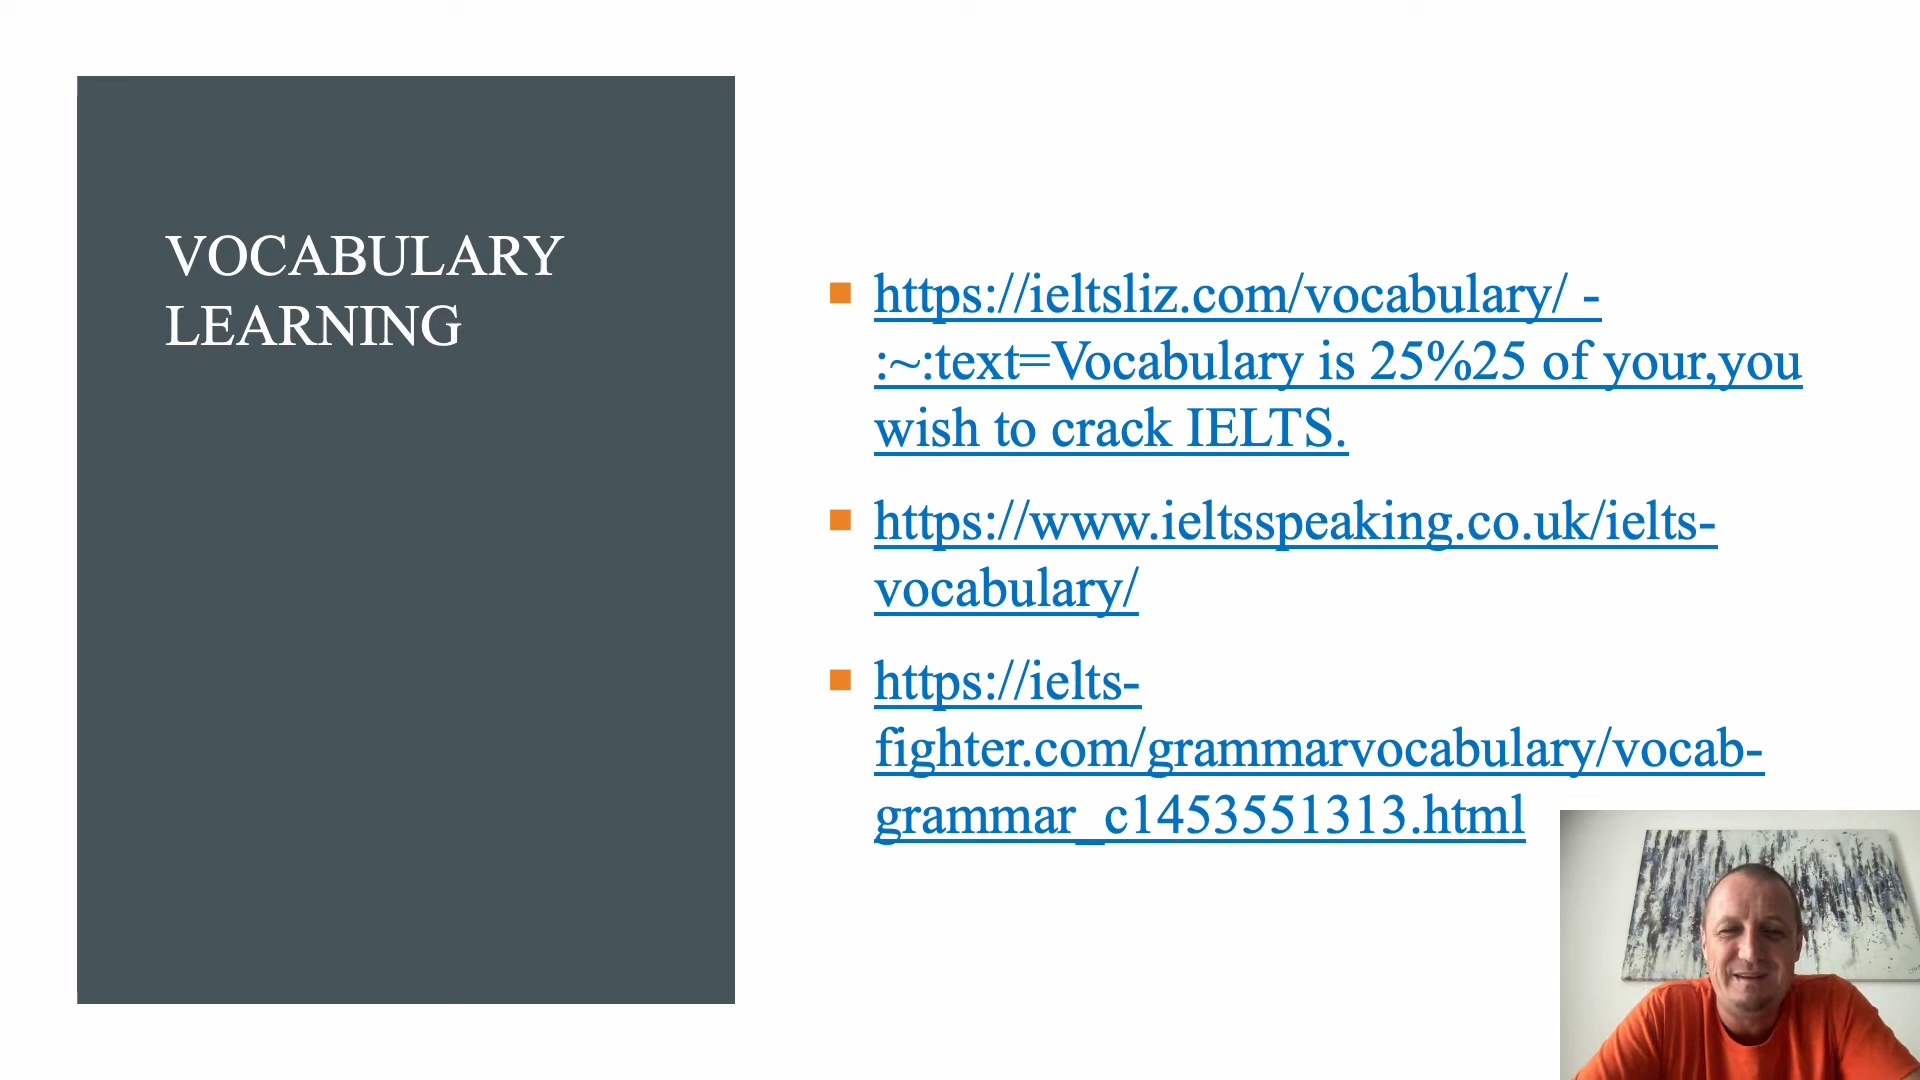 VOCABULARY
LEARNING
https://ieltsliz.com/vocabulary/ -
:~:text=Vocabulary is 25%25 of your,you
wish to crack IELTS.
https://www.ieltsspeaking.co.uk/ielts-
vocabulary/
https://ielts-
fighter.com/grammarvocabulary/vocab-
grammar_c1453551313.html